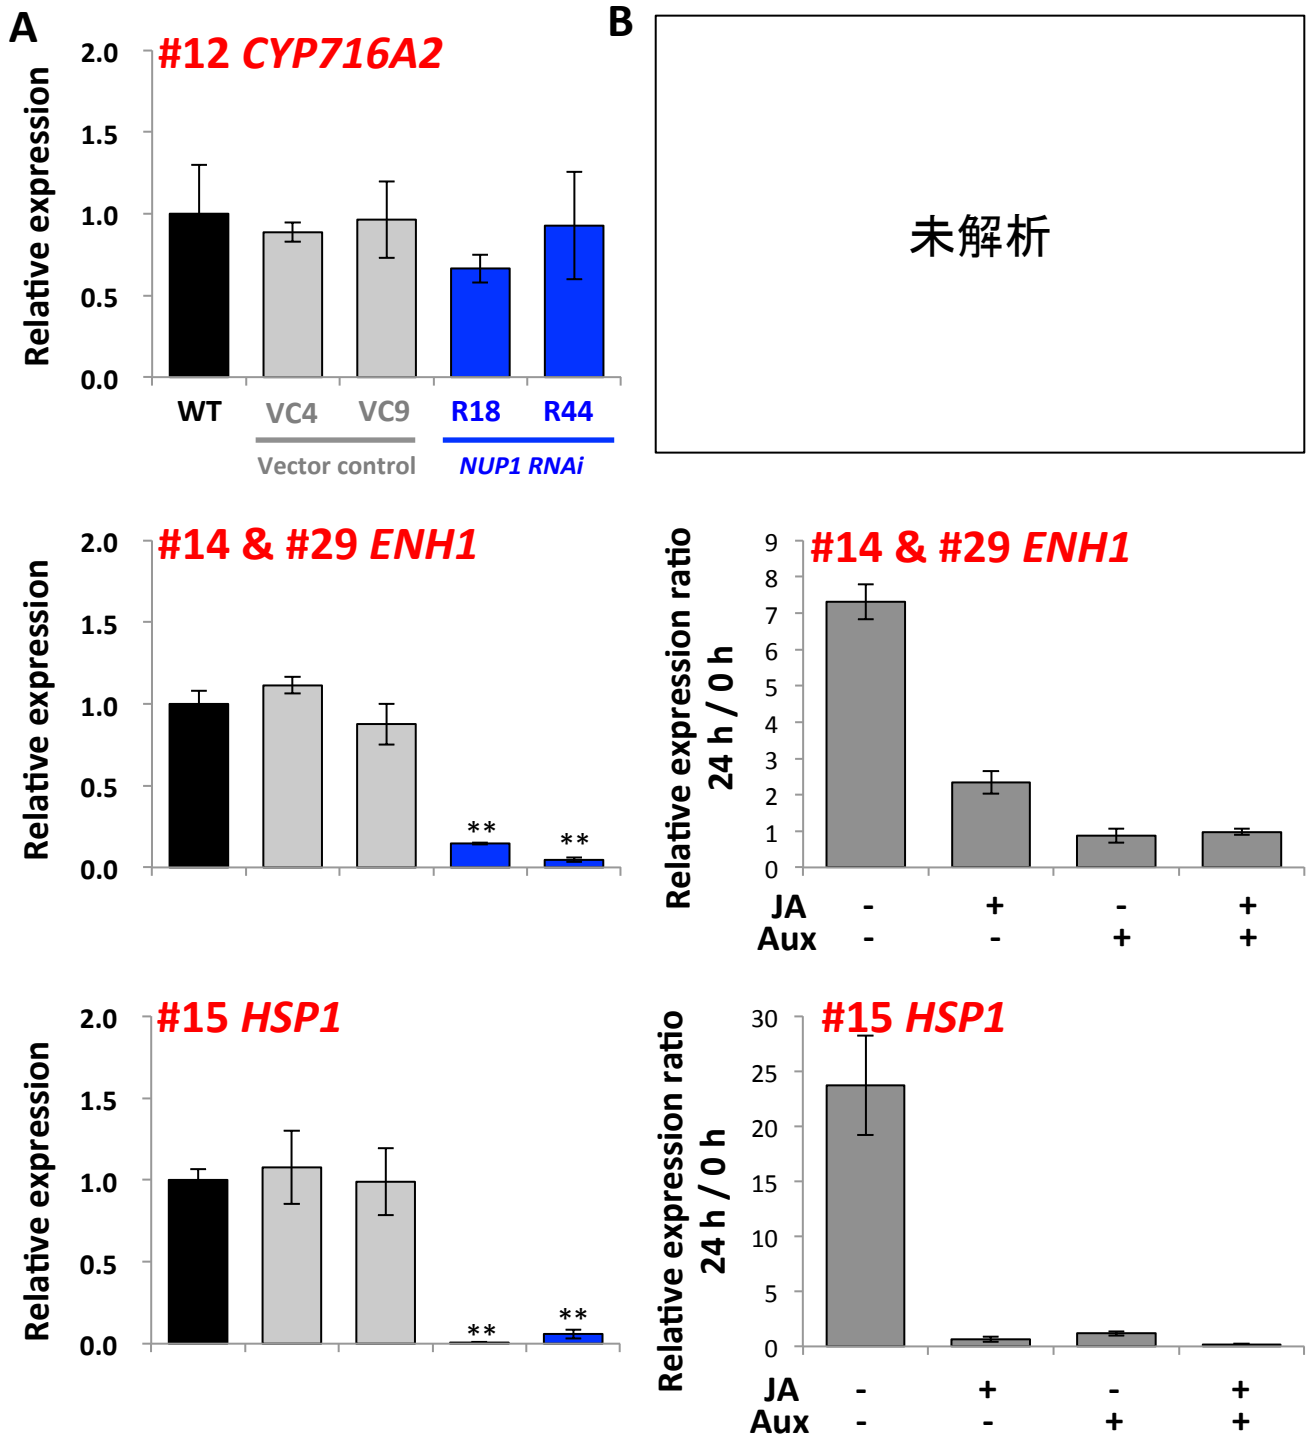 A
#12 CYP716A2
Relative expression
2.0
1.5
1.0
0.5
0.0
WT VC4 VC9 R18 R44
Vector control NUP1 RNAi
B
未解析
#14 & #29 ENH1
Relative expression
2.0
1.5
1.0
0.5
0.0
** **
#14 & #29 ENH1
Relative expression ratio
24 h / 0 h
9
8
7
6
5
4
3
2
1
0
JA - + - +
Aux - - + +
#15 HSP1
Relative expression
2.0
1.5
1.0
0.5
0.0
** **
#15 HSP1
Relative expression ratio
24 h / 0 h
30
25
20
15
10
5
0
JA - + - +
Aux - - + +